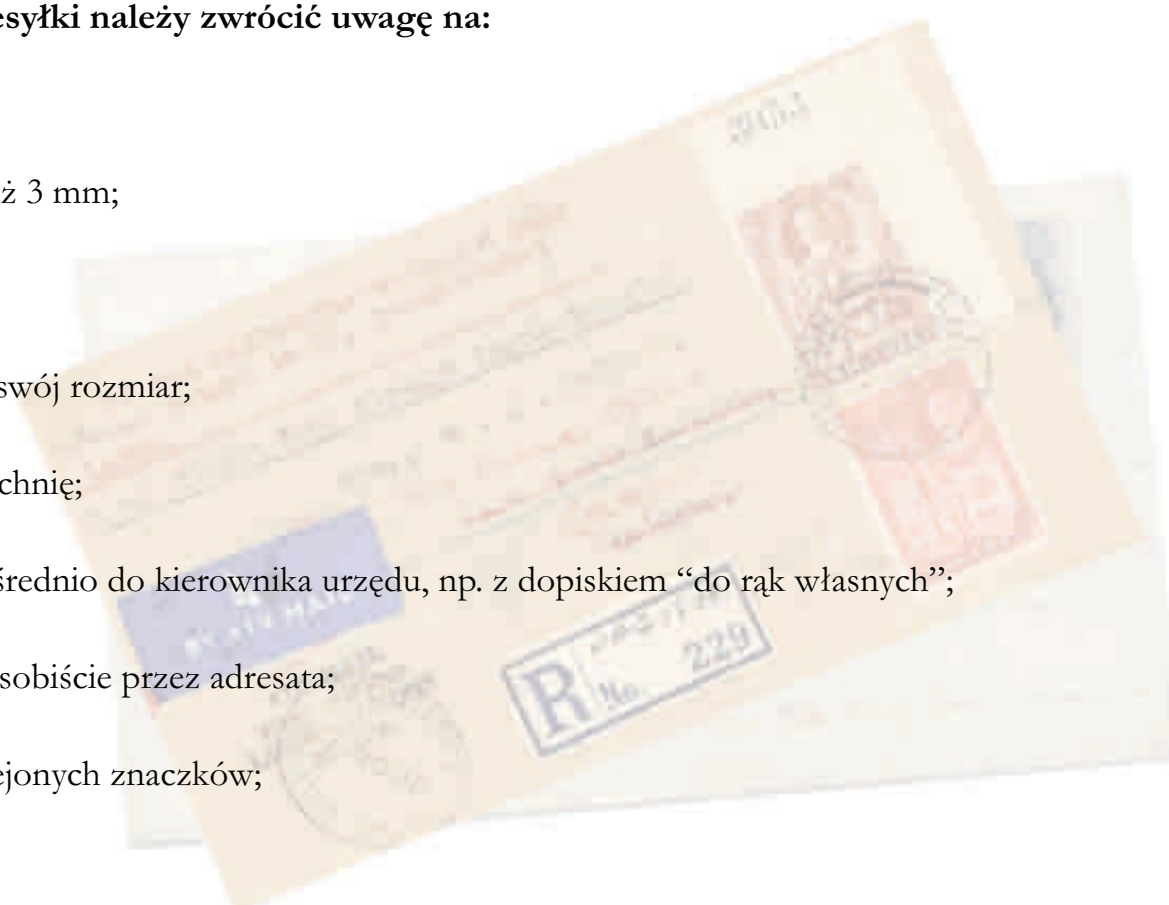 esyłki należy zwrócić uwagę na:
ż 3 mm;
swój rozmiar;
chnię;
średnio do kierownika urzędu, np. z dopiskiem “do rąk własnych”;
sobiście przez adresata;
ejonych znaczków;
R No. 229